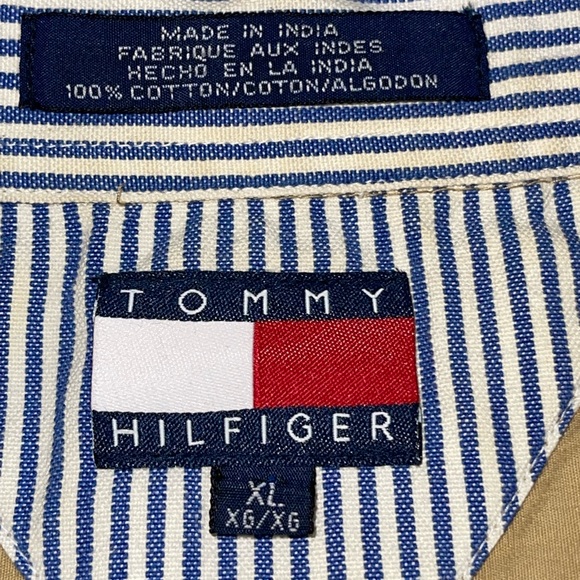 MADE IN INDIA
FABRIQUE AUX INDES
HECHO EN LA INDIA
100% COTTON/COTON/ALGODON
TOMMY
HILFIGER
XL
XG/XG